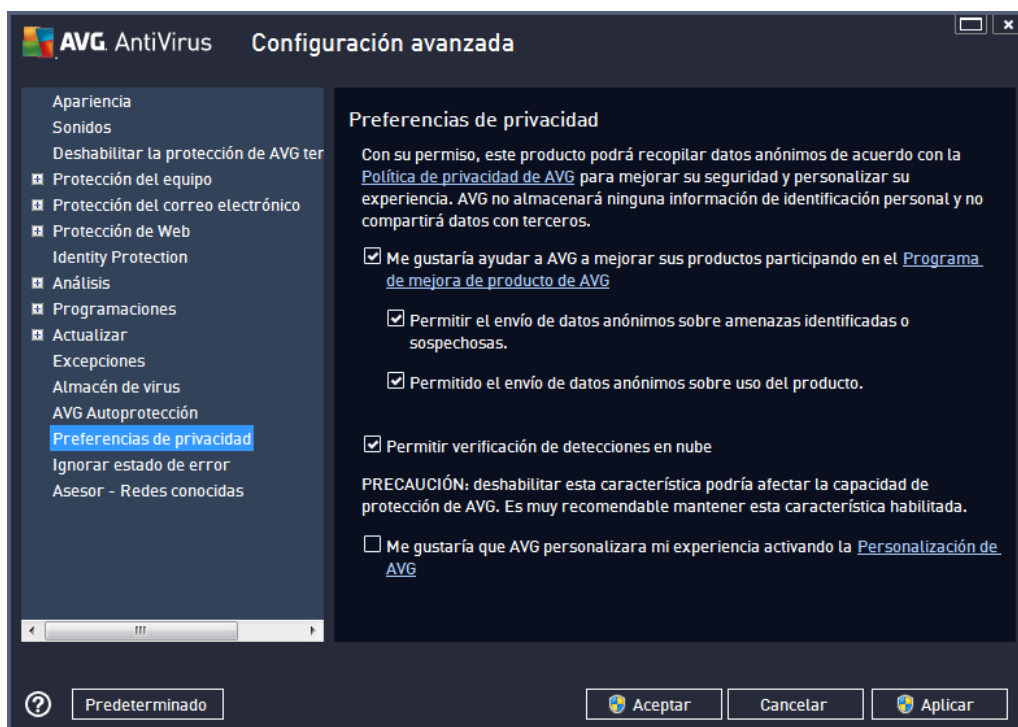 AVG. AntiVirus Configuración avanzada
Apariencia
Sonidos
Deshabilitar la protección de AVG ter
Protección del equipo
Protección del correo electrónico
Protección de Web
Identity Protection
Análisis
Programaciones
Actualizar
Excepciones
Almacén de virus
AVG Autoprotección
Preferencias de privacidad
Ignorar estado de error
Asesor - Redes conocidas
Preferencias de privacidad
Con su permiso, este producto podrá recopilar datos anónimos de acuerdo con la
Política de privacidad de AVG para mejorar su seguridad y personalizar su
experiencia. AVG no almacenará ninguna información de identificación personal y no
compartirá datos con terceros.
Me gustaría ayudar a AVG a mejorar sus productos participando en el Programa
de mejora de producto de AVG
Permitir el envío de datos anónimos sobre amenazas identificadas o
sospechosas.
Permitido el envío de datos anónimos sobre uso del producto.
Permitir verificación de detecciones en nube
PRECAUCIÓN: deshabilitar esta característica podría afectar la capacidad de
protección de AVG. Es muy recomendable mantener esta característica habilitada.
Me gustaría que AVG personalizara mi experiencia activando la Personalización de
AVG
Predeterminado
Aceptar
Cancelar
Aplicar